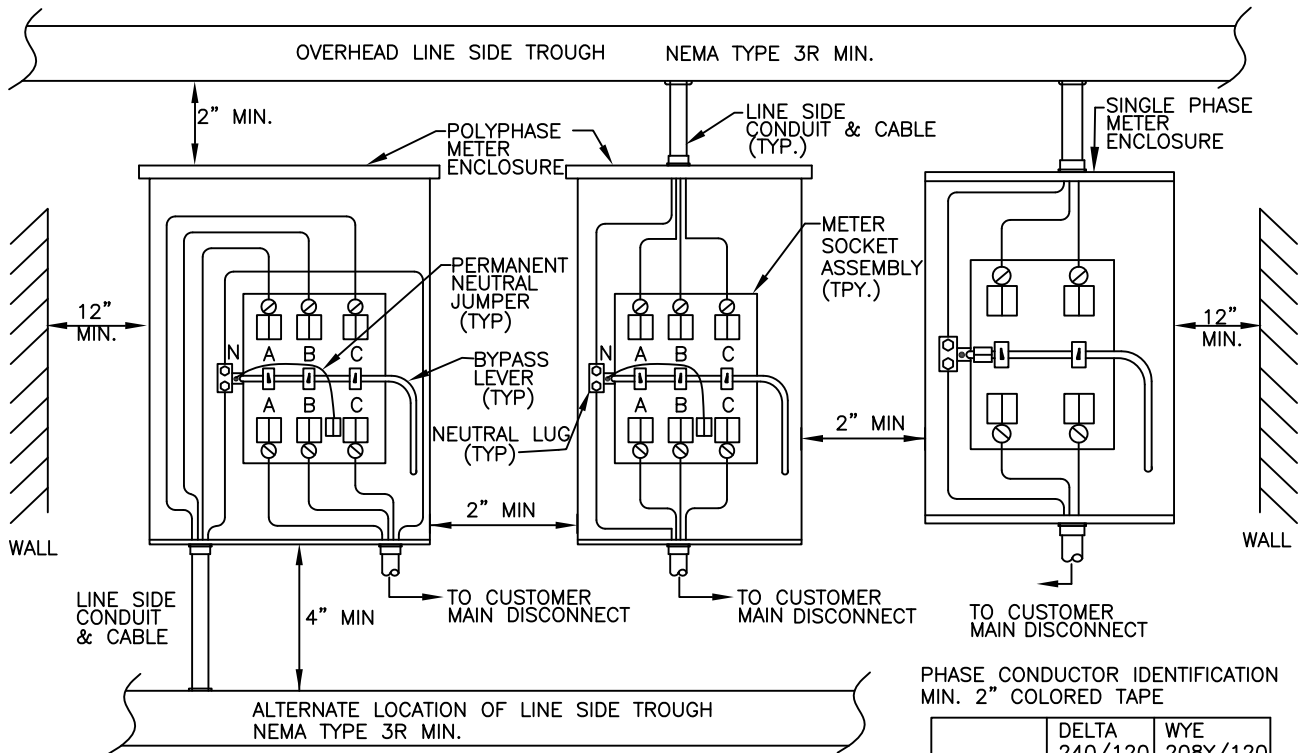 OVERHEAD LINE SIDE TROUGH NEMA TYPE 3R MIN.
2" MIN.
POLYPHASE
METER
ENCLOSURE
LINE SIDE
CONDUIT & CABLE
(TYP.)
SINGLE PHASE
METER
ENCLOSURE
METER
SOCKET
ASSEMBLY
(TPY.)
PERMANENT
NEUTRAL
JUMPER
(TYP)
12"
MIN.
12"
MIN.
N A B C
A B C
N
A B C
A B C
BYPASS
LEVER
(TYP)
NEUTRAL LUG
(TYP)
2" MIN
2" MIN
WALL
WALL
LINE SIDE
CONDUIT
& CABLE
4" MIN
TO CUSTOMER
MAIN DISCONNECT
TO CUSTOMER
MAIN DISCONNECT
TO CUSTOMER
MAIN DISCONNECT
ALTERNATE LOCATION OF LINE SIDE TROUGH
NEMA TYPE 3R MIN.
PHASE CONDUCTOR IDENTIFICATION
MIN. 2" COLORED TAPE
DELTA WYE
240/120 208Y/120